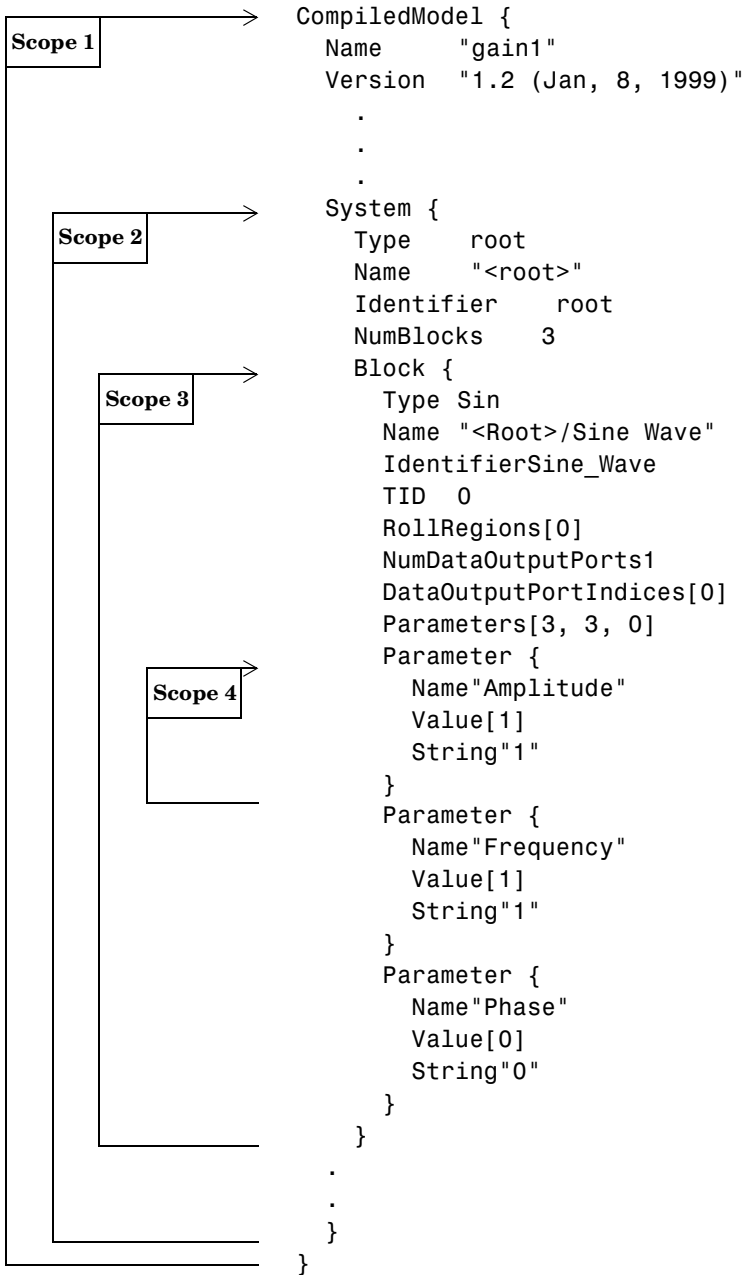 CompiledModel {
Scope 1
Name "gain1"
Version "1.2 (Jan, 8, 1999)"
.
.
.
System {
Scope 2
Type root
Name "<root>"
Identifier root
NumBlocks 3
Block {
Scope 3
Type Sin
Name "<Root>/Sine Wave"
IdentifierSine_Wave
TID 0
RollRegions[0]
NumDataOutputPorts1
DataOutputPortIndices[0]
Parameters[3, 3, 0]
Parameter {
Scope 4
Name"Amplitude"
Value[1]
String"1"
}
Parameter {
Name"Frequency"
Value[1]
String"1"
}
Parameter {
Name"Phase"
Value[0]
String"0"
}
}
.
.
}
}